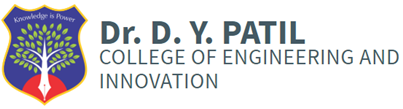 Knowledge is Power
Dr. D. Y. PATIL
COLLEGE OF ENGINEERING AND
INNOVATION